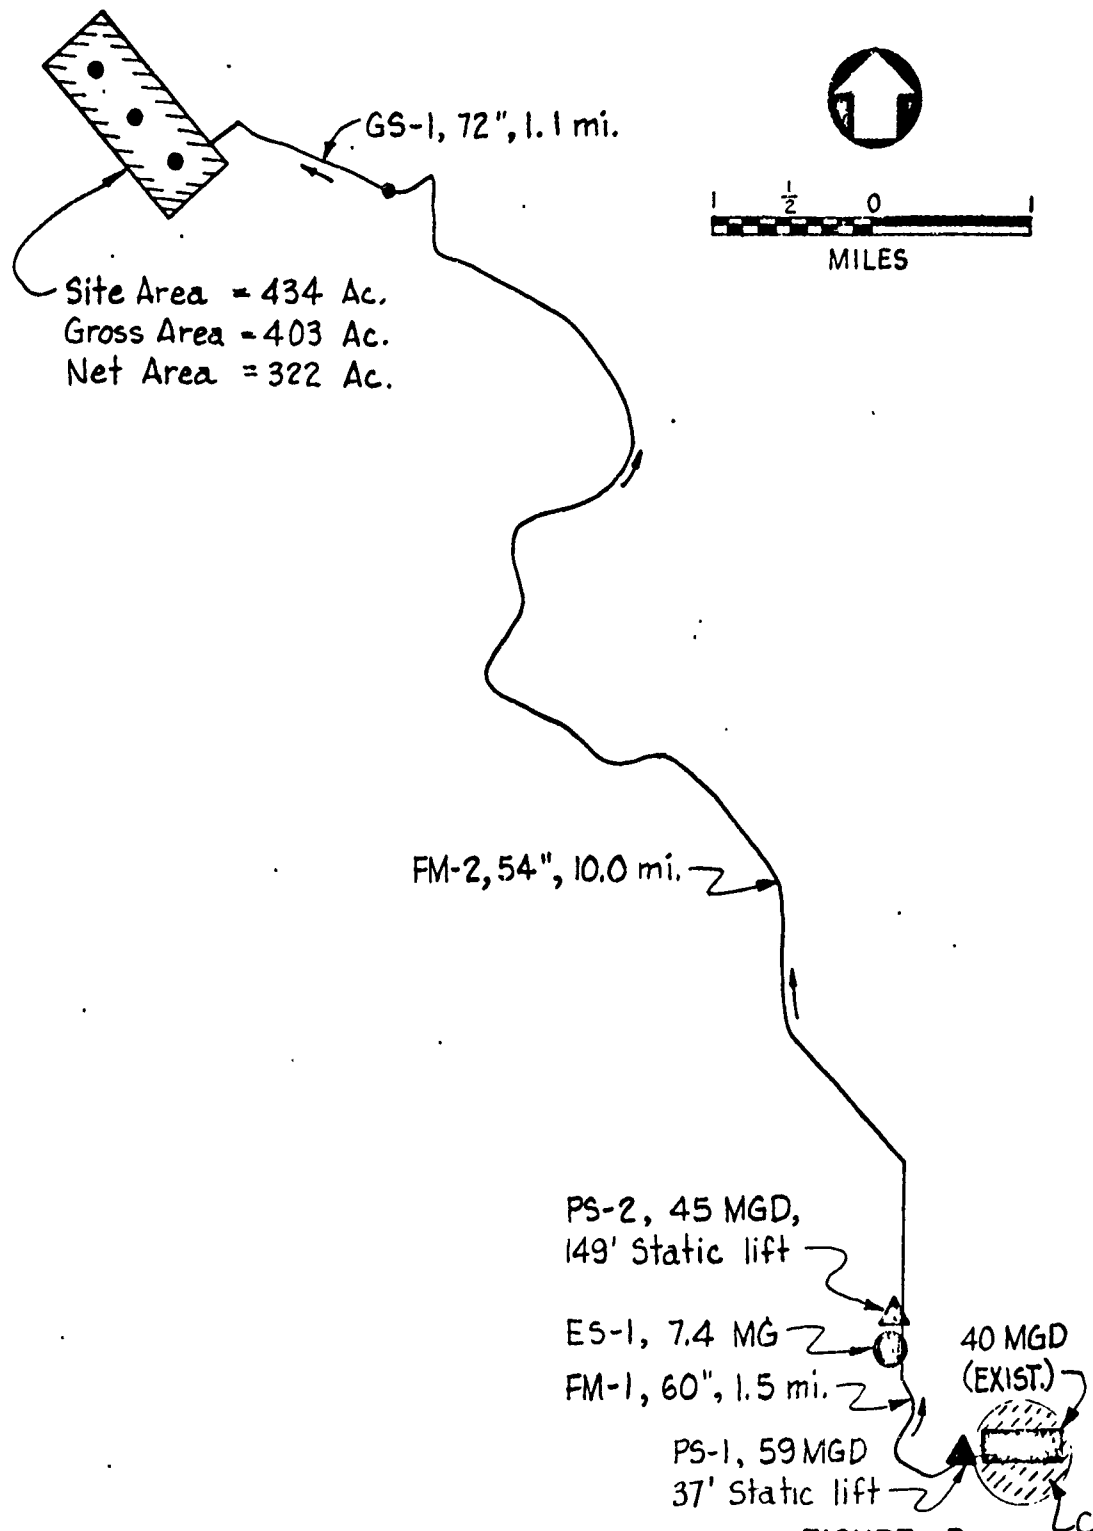 GS-1, 72", 1.1 mi.
1 1/2 0 1
MILES
Site Area = 434 Ac.
Gross Area = 403 Ac.
Net Area = 322 Ac.
FM-2, 54", 10.0 mi.
PS-2, 45 MGD,
149' Static lift
ES-1, 7.4 MG
40 MGD
(EXIST.)
FM-1, 60", 1.5 mi.
PS-1, 59 MGD
37' Static lift